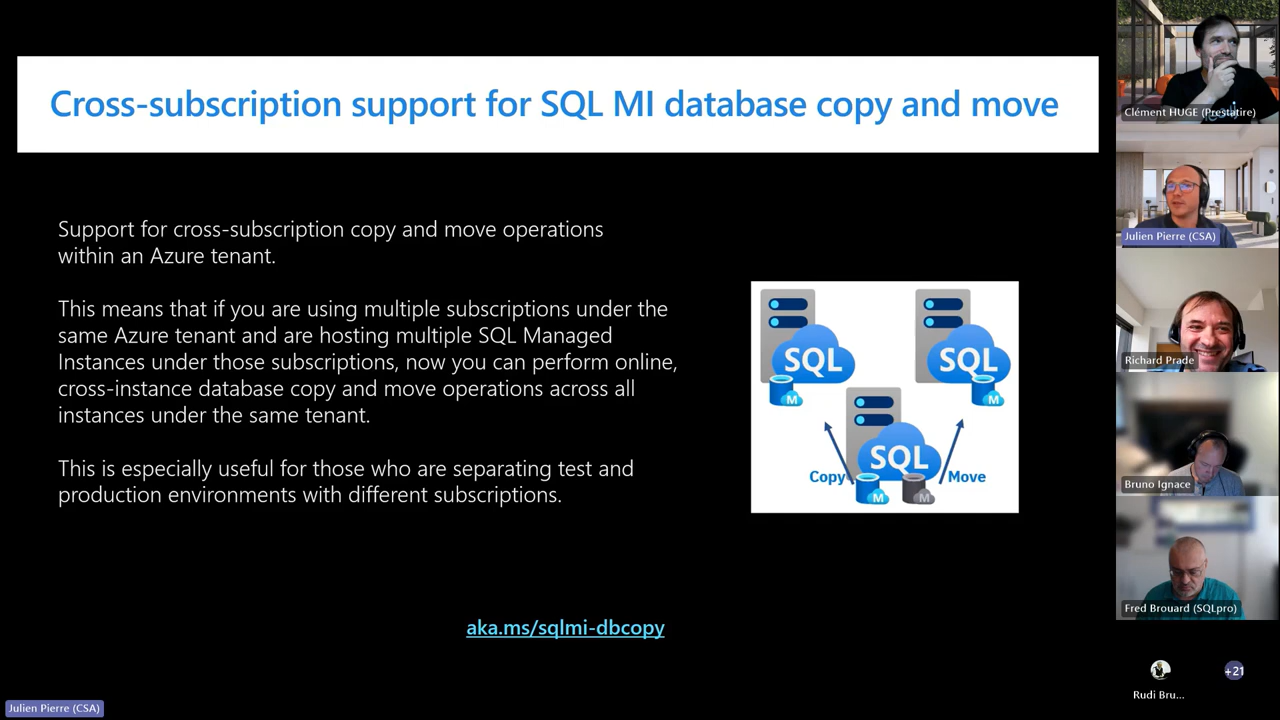 Cross-subscription support for SQL MI database copy and move
Support for cross-subscription copy and move operations
within an Azure tenant.
This means that if you are using multiple subscriptions under the
same Azure tenant and are hosting multiple SQL Managed
Instances under those subscriptions, now you can perform online,
cross-instance database copy and move operations across all
instances under the same tenant.
This is especially useful for those who are separating test and
production environments with different subscriptions.
SQL
M
SQL
M
SQL
Copy
M
M
Move
aka.ms/sqlmi-dbcopy
Julien Pierre (CSA)
Clément HUGE (Prestatire)
Julien Pierre (CSA)
Richard Prade
Bruno Ignace
Fred Brouard (SQLpro)
Rudi Bru...
+21